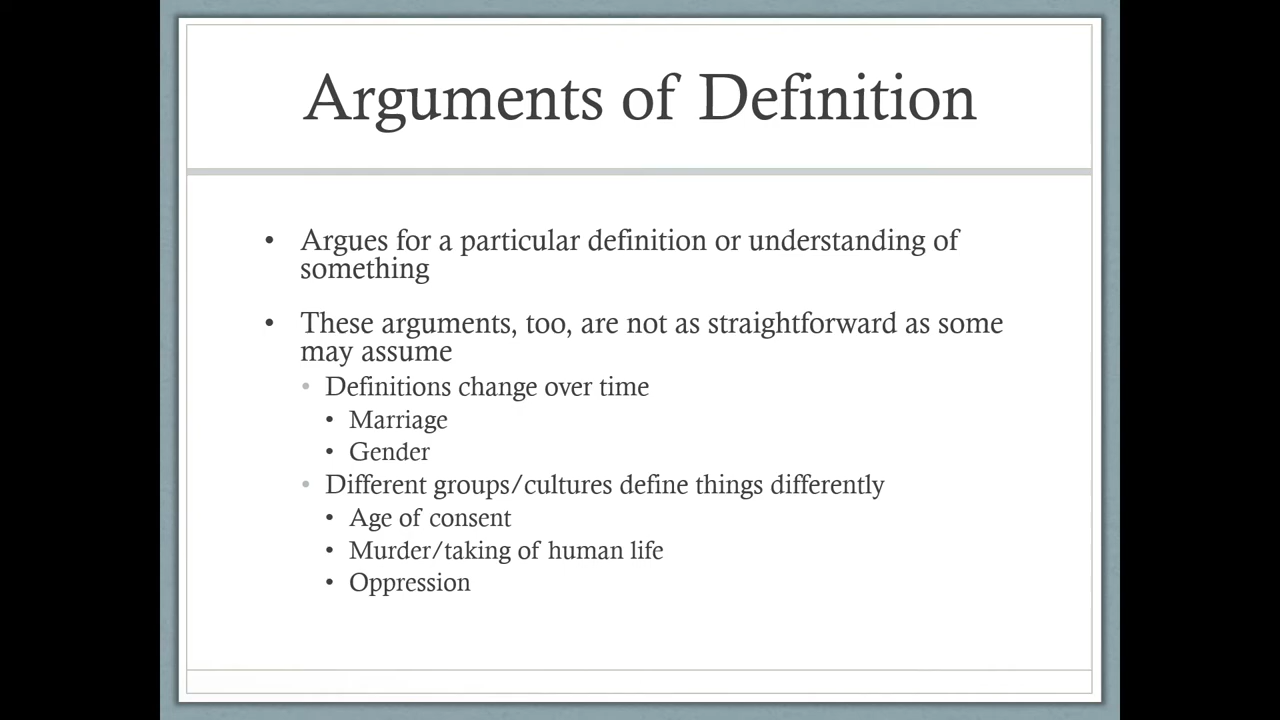 Arguments of Definition
• Argues for a particular definition or understanding of
something
• These arguments, too, are not as straightforward as some
may assume
• Definitions change over time
• Marriage
• Gender
• Different groups/cultures define things differently
• Age of consent
• Murder/taking of human life
• Oppression